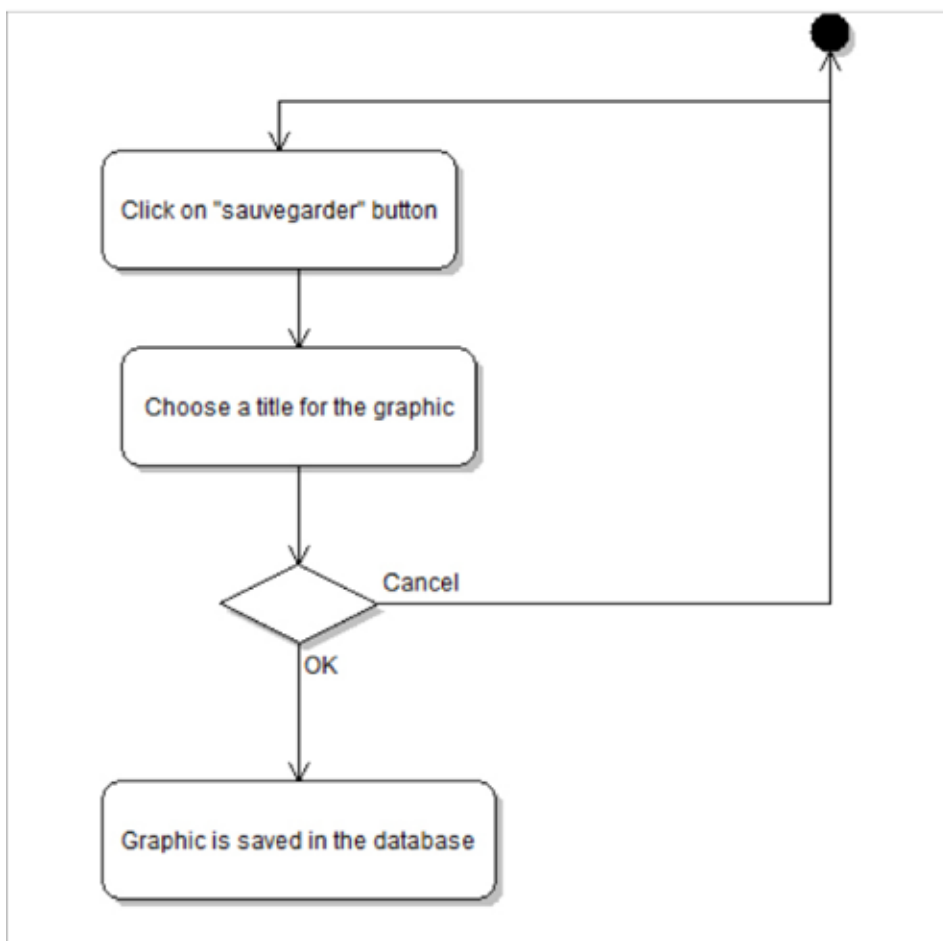 Click on "sauvegarder" button
Choose a title for the graphic
Cancel
OK
Graphic is saved in the database